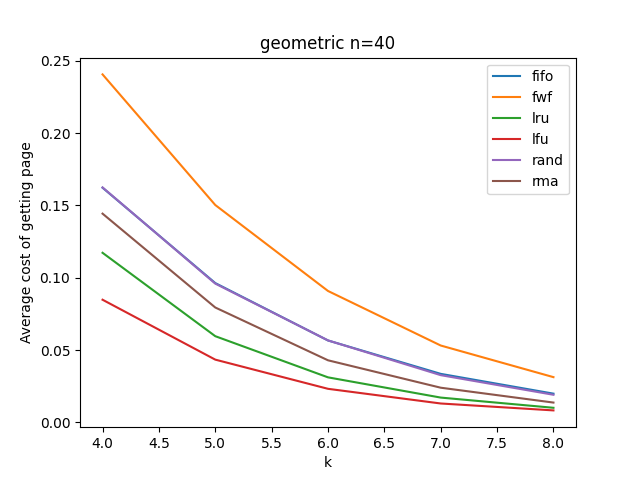 geometric n=40
Average cost of getting page
0.25
0.20
0.15
0.10
0.05
0.00
fifo
fwf
lru
lfu
rand
rma
4.0 4.5 5.0 5.5 6.0 6.5 7.0 7.5 8.0
k